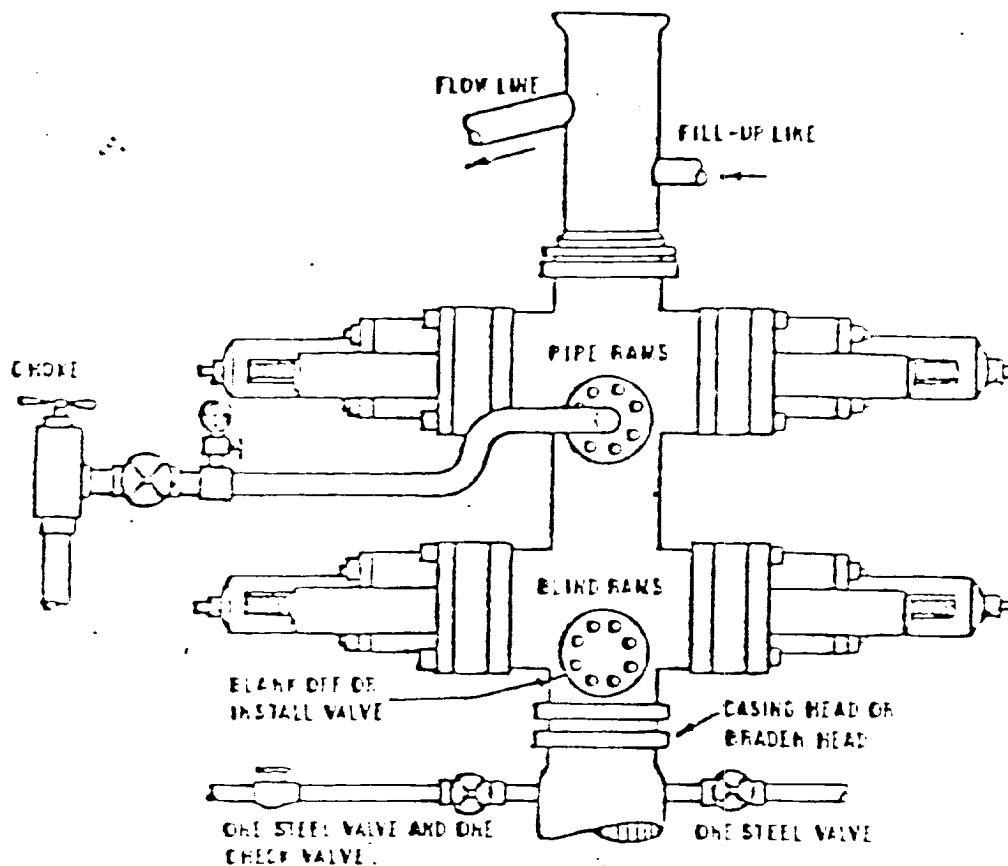 FLOW LINE
FILL-UP LINE
PIPE RAMS
CHOKE
BLIND RAMS
BLANK OFF OR
INSTALL VALVE
CASING HEAD OR
BRADEN HEAD
ONE STEEL VALVE AND ONE
CHECK VALVE.
ONE STEEL VALVE